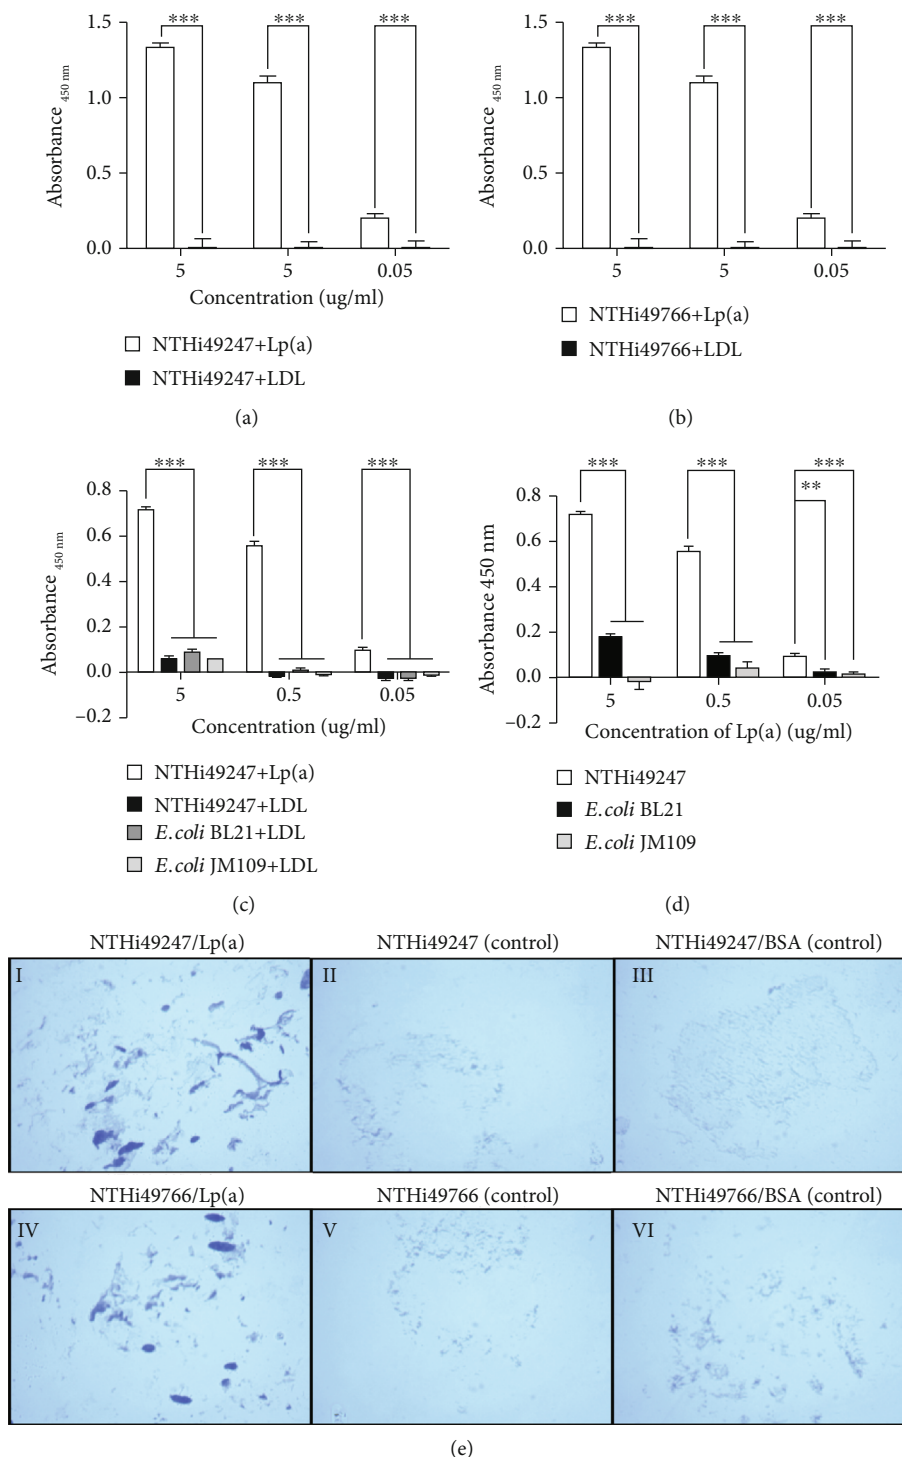 ***
***
***
1.5
1.0
0.5
0.0
Absorbance 450 nm
5
5
0.05
Concentration (ug/ml)
NTHi49247+Lp(a)
NTHi49247+LDL
(a)
***
***
***
1.5
1.0
0.5
0.0
Absorbance 450 nm
5
5
0.05
NTHi49766+Lp(a)
NTHi49766+LDL
(b)
***
***
***
0.8
0.6
0.4
0.2
0.0
−0.2
Absorbance 450 nm
5
0.5
0.05
Concentration (ug/ml)
NTHi49247+Lp(a)
NTHi49247+LDL
E.coli BL21+LDL
E.coli JM109+LDL
(c)
***
***
***
**
0.8
0.6
0.4
0.2
0.0
−0.2
Absorbance 450 nm
5
0.5
0.05
Concentration of Lp(a) (ug/ml)
NTHi49247
E.coli BL21
E.coli JM109
(d)
NTHi49247/Lp(a)
NTHi49247 (control)
NTHi49247/BSA (control)
I
II
III
NTHi49766/Lp(a)
NTHi49766 (control)
NTHi49766/BSA (control)
IV
V
VI
(e)